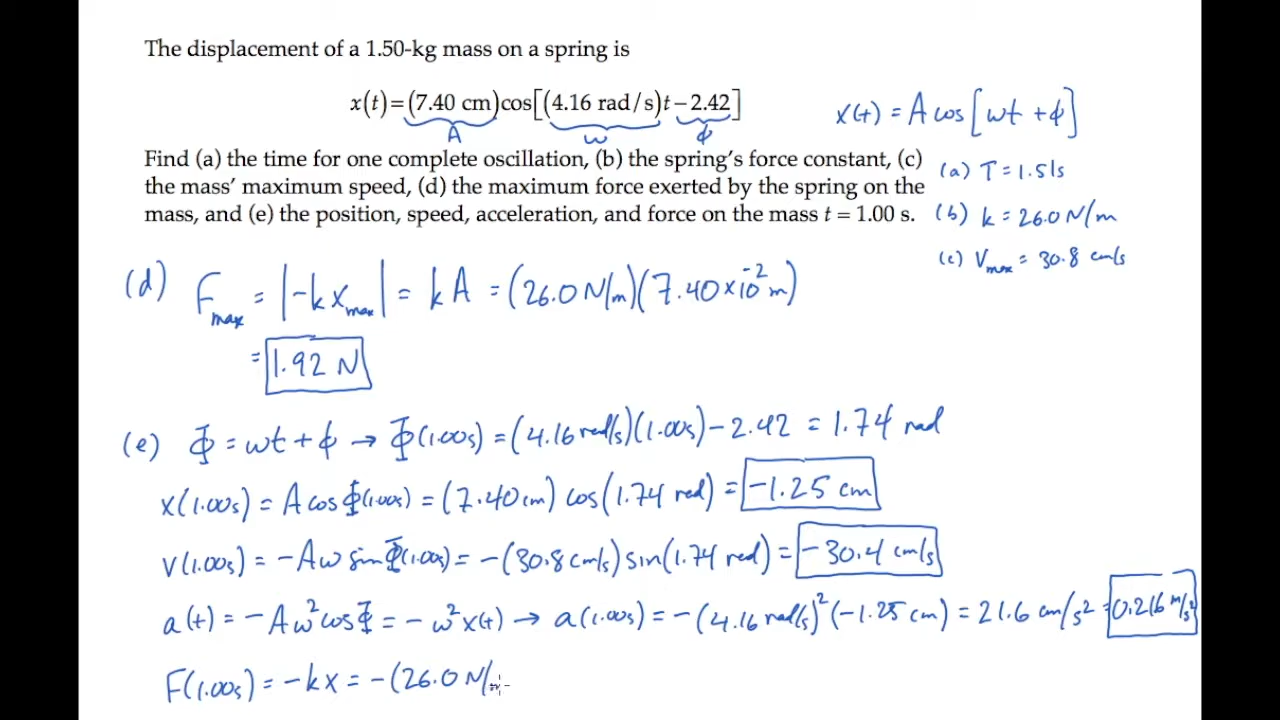 The displacement of a 1.50-kg mass on a spring is
x(t)=(7.40 cm)cos[(4.16 rad/s)t−2.42]
A ω ϕ
x(t) = A cos[ωt + ϕ]
Find (a) the time for one complete oscillation, (b) the spring's force constant, (c)
the mass' maximum speed, (d) the maximum force exerted by the spring on the
mass, and (e) the position, speed, acceleration, and force on the mass t = 1.00 s.
(a) T = 1.51s
(b) k = 26.0 N/m
(c) Vmax = 30.8 cm/s
(d) Fmax = |-k xmax| = kA = (26.0 N/m)(7.40×10⁻² m)
= 1.92 N
(e) Φ = ωt + ϕ → Φ(1.00s) = (4.16 rad/s)(1.00s) − 2.42 = 1.74 rad
x(1.00s) = A cos Φ(1.00s) = (7.40 cm) cos(1.74 rad) = −1.25 cm
v(1.00s) = −Aω sin Φ(1.00s) = −(30.8 cm/s) sin(1.74 rad) = −30.4 cm/s
a(t) = −Aω² cos Φ = −ω² x(t) → a(1.00s) = −(4.16 rad/s)²(−1.25 cm) = 21.6 cm/s² = 0.216 m/s²
F(1.00s) = −kx = −(26.0 N/m